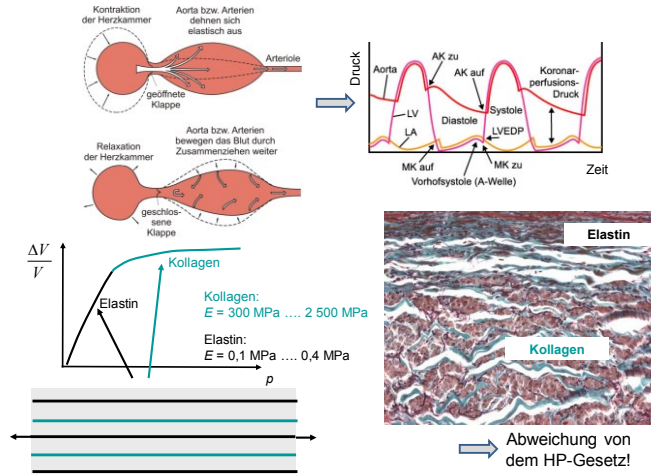 Kontraktion
der Herzkammer
Aorta bzw. Arterien
dehnen sich
elastisch aus
Arteriole
geöffnete
Klappe
Relaxation
der Herzkammer
Aorta bzw. Arterien
bewegen das Blut durch
Zusammenziehen weiter
geschlos-
sene
Klappe
Druck
Aorta
AK zu
AK auf
Koronar-
perfusions-
Druck
Systole
Diastole
LV
LA
LVEDP
MK auf
MK zu
Vorhofsystole (A-Welle)
Zeit
ΔV
V
Kollagen
Elastin
Kollagen:
E = 300 MPa …. 2 500 MPa
Elastin:
E = 0,1 MPa …. 0,4 MPa
p
Elastin
Kollagen
Abweichung von
dem HP-Gesetz!